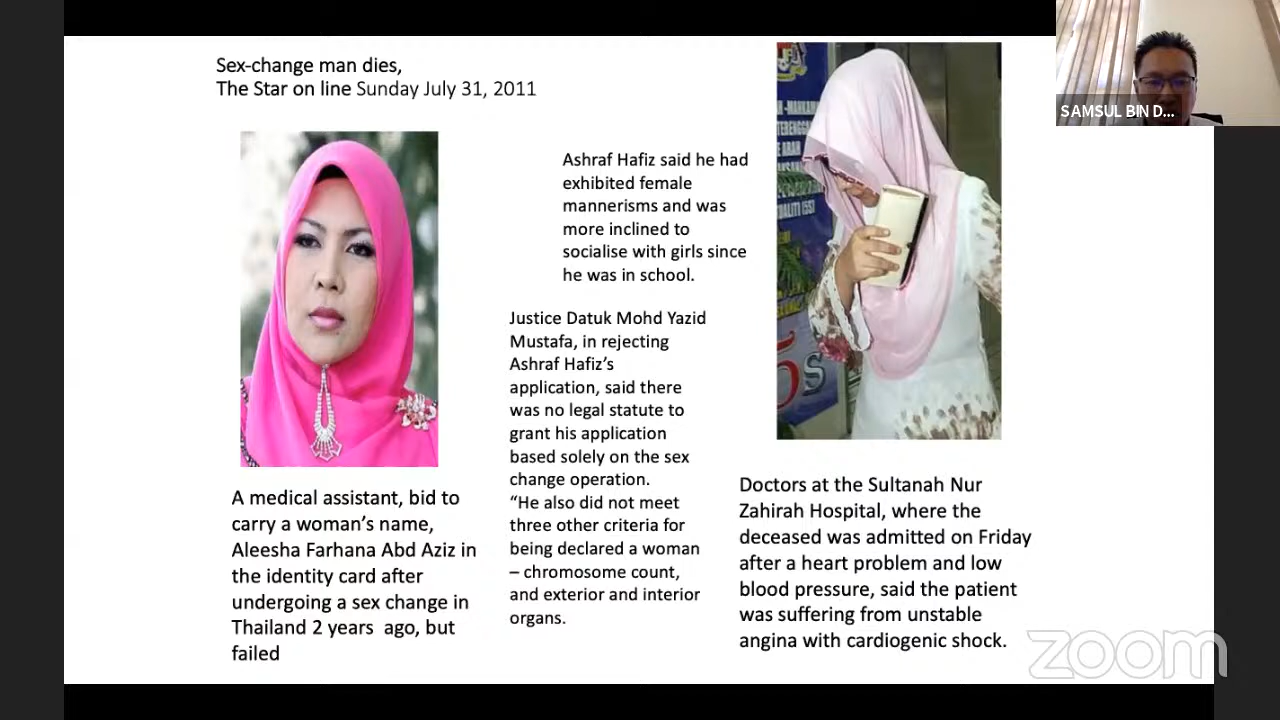 Sex-change man dies,
The Star on line Sunday July 31, 2011
SAMSUL BIN D...
Ashraf Hafiz said he had
exhibited female
mannerisms and was
more inclined to
socialise with girls since
he was in school.
Justice Datuk Mohd Yazid
Mustafa, in rejecting
Ashraf Hafiz’s
application, said there
was no legal statute to
grant his application
based solely on the sex
change operation.
“He also did not meet
three other criteria for
being declared a woman
– chromosome count,
and exterior and interior
organs.
A medical assistant, bid to
carry a woman’s name,
Aleesha Farhana Abd Aziz in
the identity card after
undergoing a sex change in
Thailand 2 years ago, but
failed
Doctors at the Sultanah Nur
Zahirah Hospital, where the
deceased was admitted on Friday
after a heart problem and low
blood pressure, said the patient
was suffering from unstable
angina with cardiogenic shock.
zoom